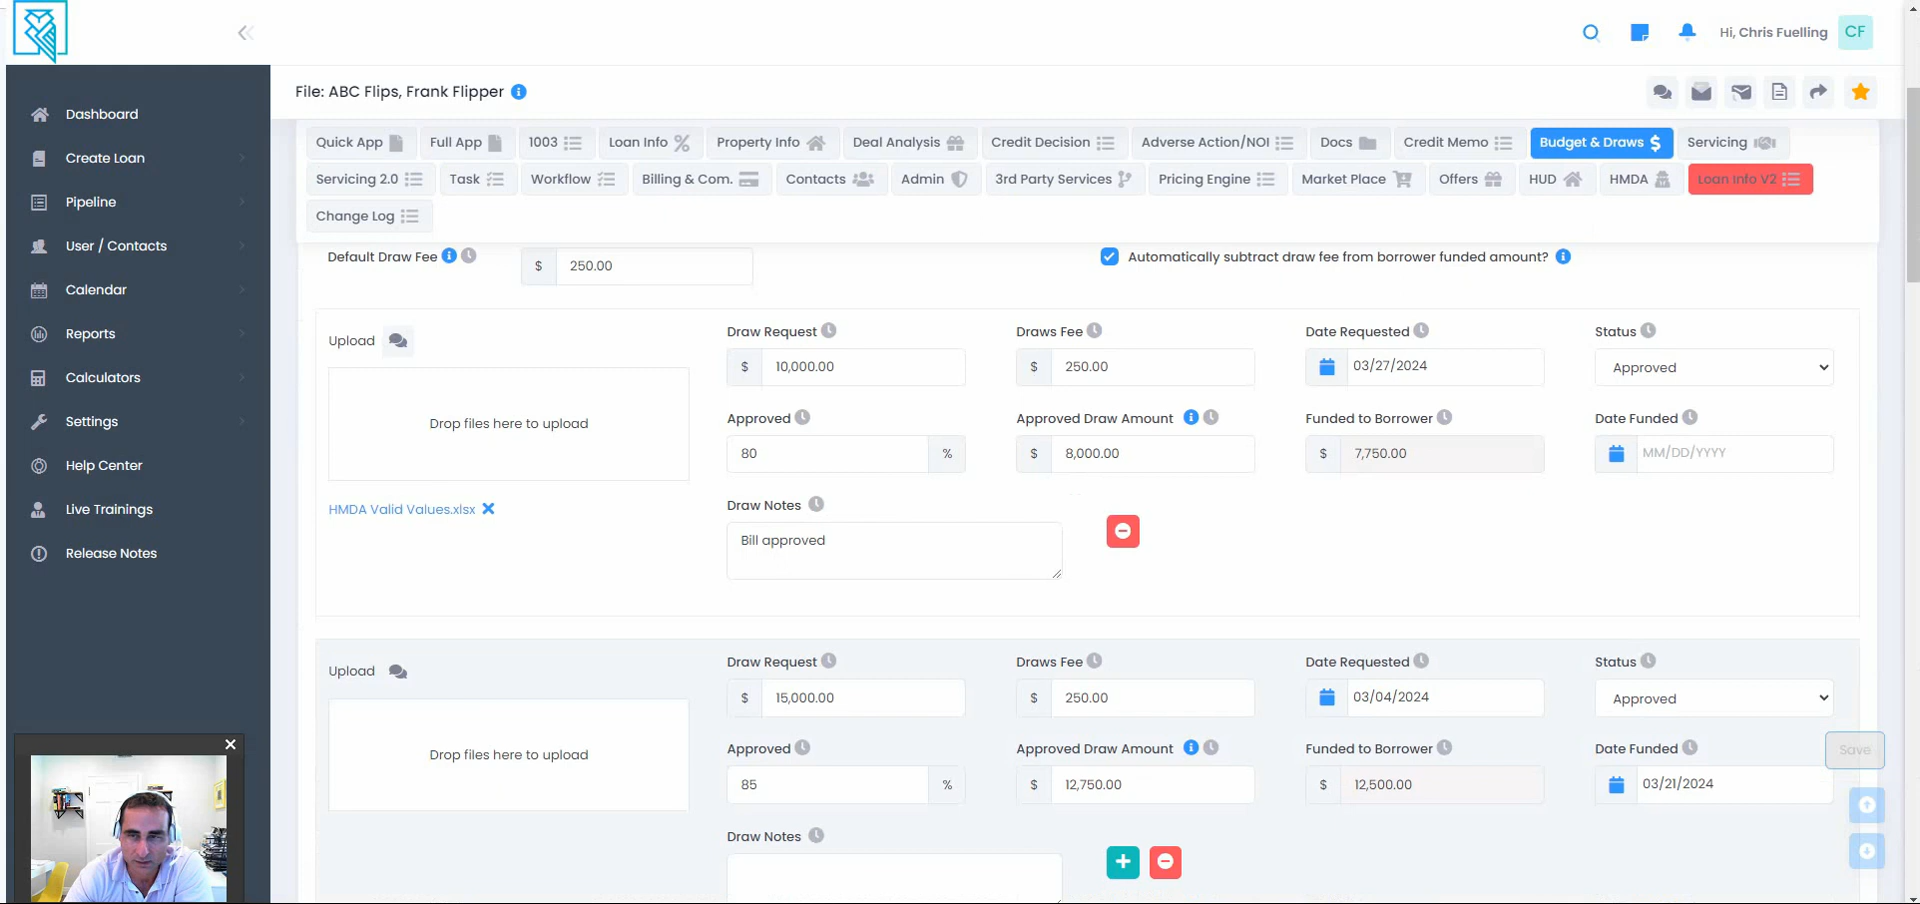 Hi, Chris Fuelling CF
File: ABC Flips, Frank Flipper
Dashboard
Create Loan
Pipeline
User / Contacts
Calendar
Reports
Calculators
Settings
Help Center
Live Trainings
Release Notes
Quick App Full App 1003 Loan Info Property Info Deal Analysis Credit Decision Adverse Action/NOI Docs Credit Memo Budget & Draws Servicing
Servicing 2.0 Task Workflow Billing & Com. Contacts Admin 3rd Party Services Pricing Engine Market Place Offers HUD HMDA Loan Info V2
Change Log
Default Draw Fee $ 250.00 Automatically subtract draw fee from borrower funded amount?
Upload Draw Request Draws Fee Date Requested Status
$ 10,000.00 $ 250.00 03/27/2024 Approved
Drop files here to upload
Approved Approved Draw Amount Funded to Borrower Date Funded
80 % $ 8,000.00 $ 7,750.00 MM/DD/YYYY
HMDA Valid Values.xlsx Draw Notes
Bill approved
Upload Draw Request Draws Fee Date Requested Status
$ 15,000.00 $ 250.00 03/04/2024 Approved
Drop files here to upload
Approved Approved Draw Amount Funded to Borrower Date Funded
Save
85 % $ 12,750.00 $ 12,500.00 03/21/2024
Draw Notes